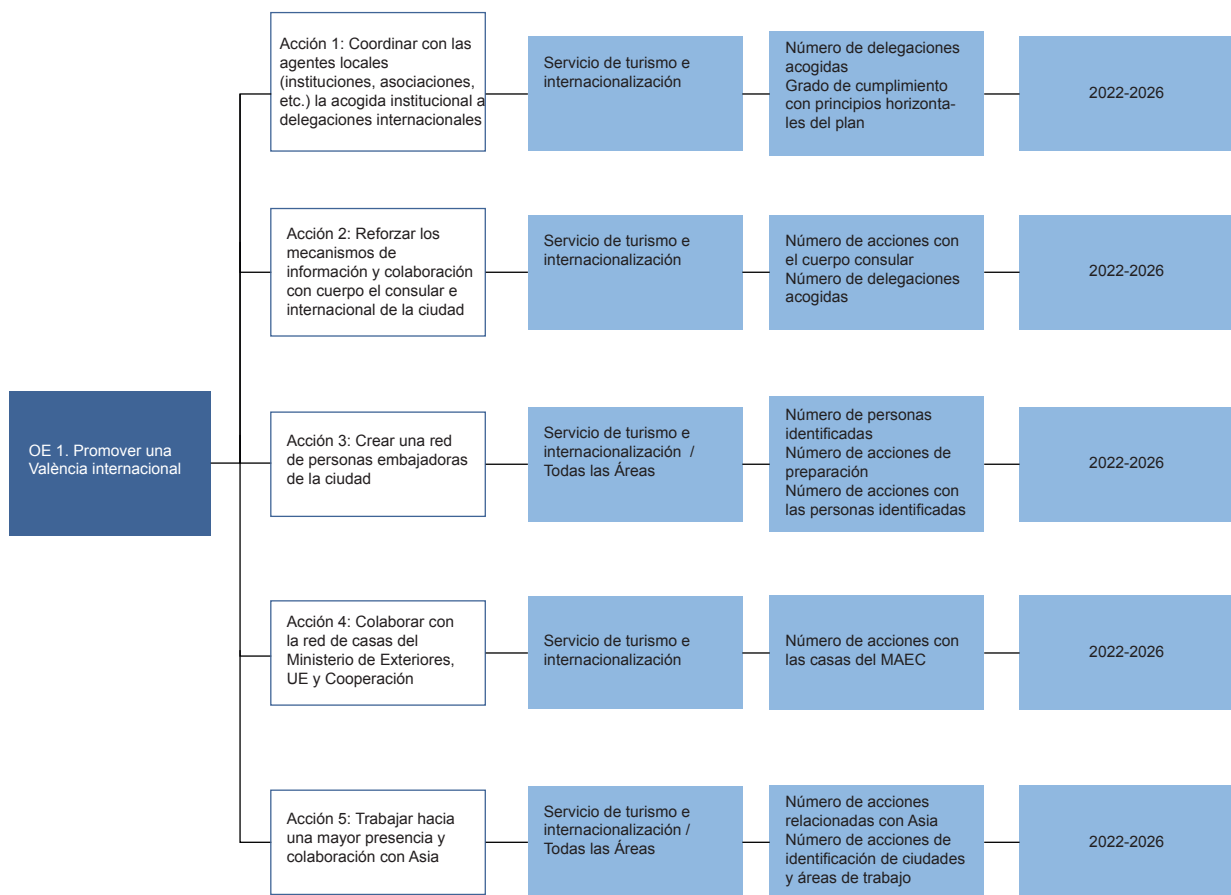 Acción 1: Coordinar con las
agentes locales
(instituciones, asociaciones,
etc.) la acogida institucional a
delegaciones internacionales
Servicio de turismo e
internacionalización
Número de delegaciones
acogidas
Grado de cumplimiento
con principios horizonta-
les del plan
2022-2026
Acción 2: Reforzar los
mecanismos de
información y colaboración
con cuerpo el consular e
internacional de la ciudad
Servicio de turismo e
internacionalización
Número de acciones con
el cuerpo consular
Número de delegaciones
acogidas
2022-2026
OE 1. Promover una
València internacional
Acción 3: Crear una red
de personas embajadoras
de la ciudad
Servicio de turismo e
internacionalización /
Todas las Áreas
Número de personas
identificadas
Número de acciones de
preparación
Número de acciones con
las personas identificadas
2022-2026
Acción 4: Colaborar con
la red de casas del
Ministerio de Exteriores,
UE y Cooperación
Servicio de turismo e
internacionalización
Número de acciones con
las casas del MAEC
2022-2026
Acción 5: Trabajar hacia
una mayor presencia y
colaboración con Asia
Servicio de turismo e
internacionalización /
Todas las Áreas
Número de acciones
relacionadas con Asia
Número de acciones de
identificación de ciudades
y áreas de trabajo
2022-2026